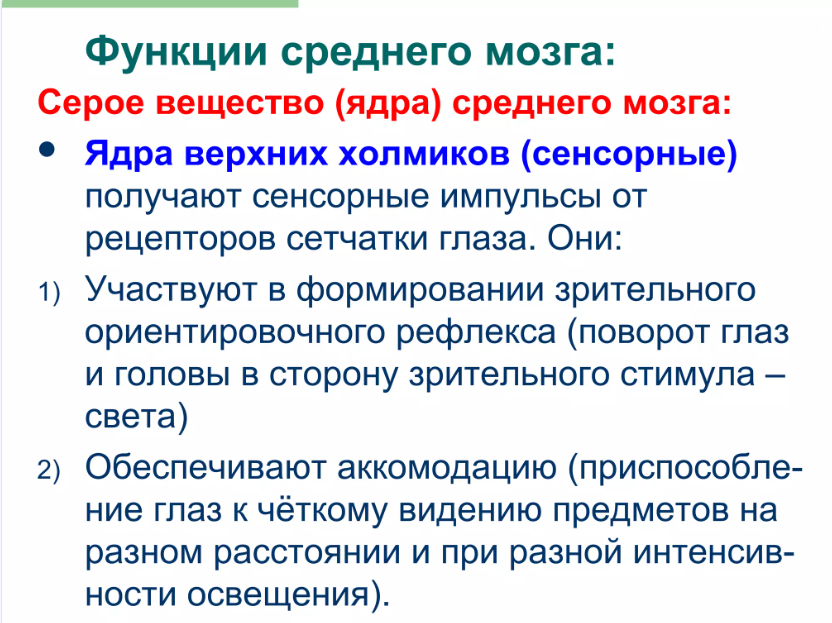 Функции среднего мозга:
Серое вещество (ядра) среднего мозга:
• Ядра верхних холмиков (сенсорные)
получают сенсорные импульсы от
рецепторов сетчатки глаза. Они:
1) Участвуют в формировании зрительного
ориентировочного рефлекса (поворот глаз
и головы в сторону зрительного стимула –
света)
2) Обеспечивают аккомодацию (приспособле-
ние глаз к чёткому видению предметов на
разном расстоянии и при разной интенсив-
ности освещения).